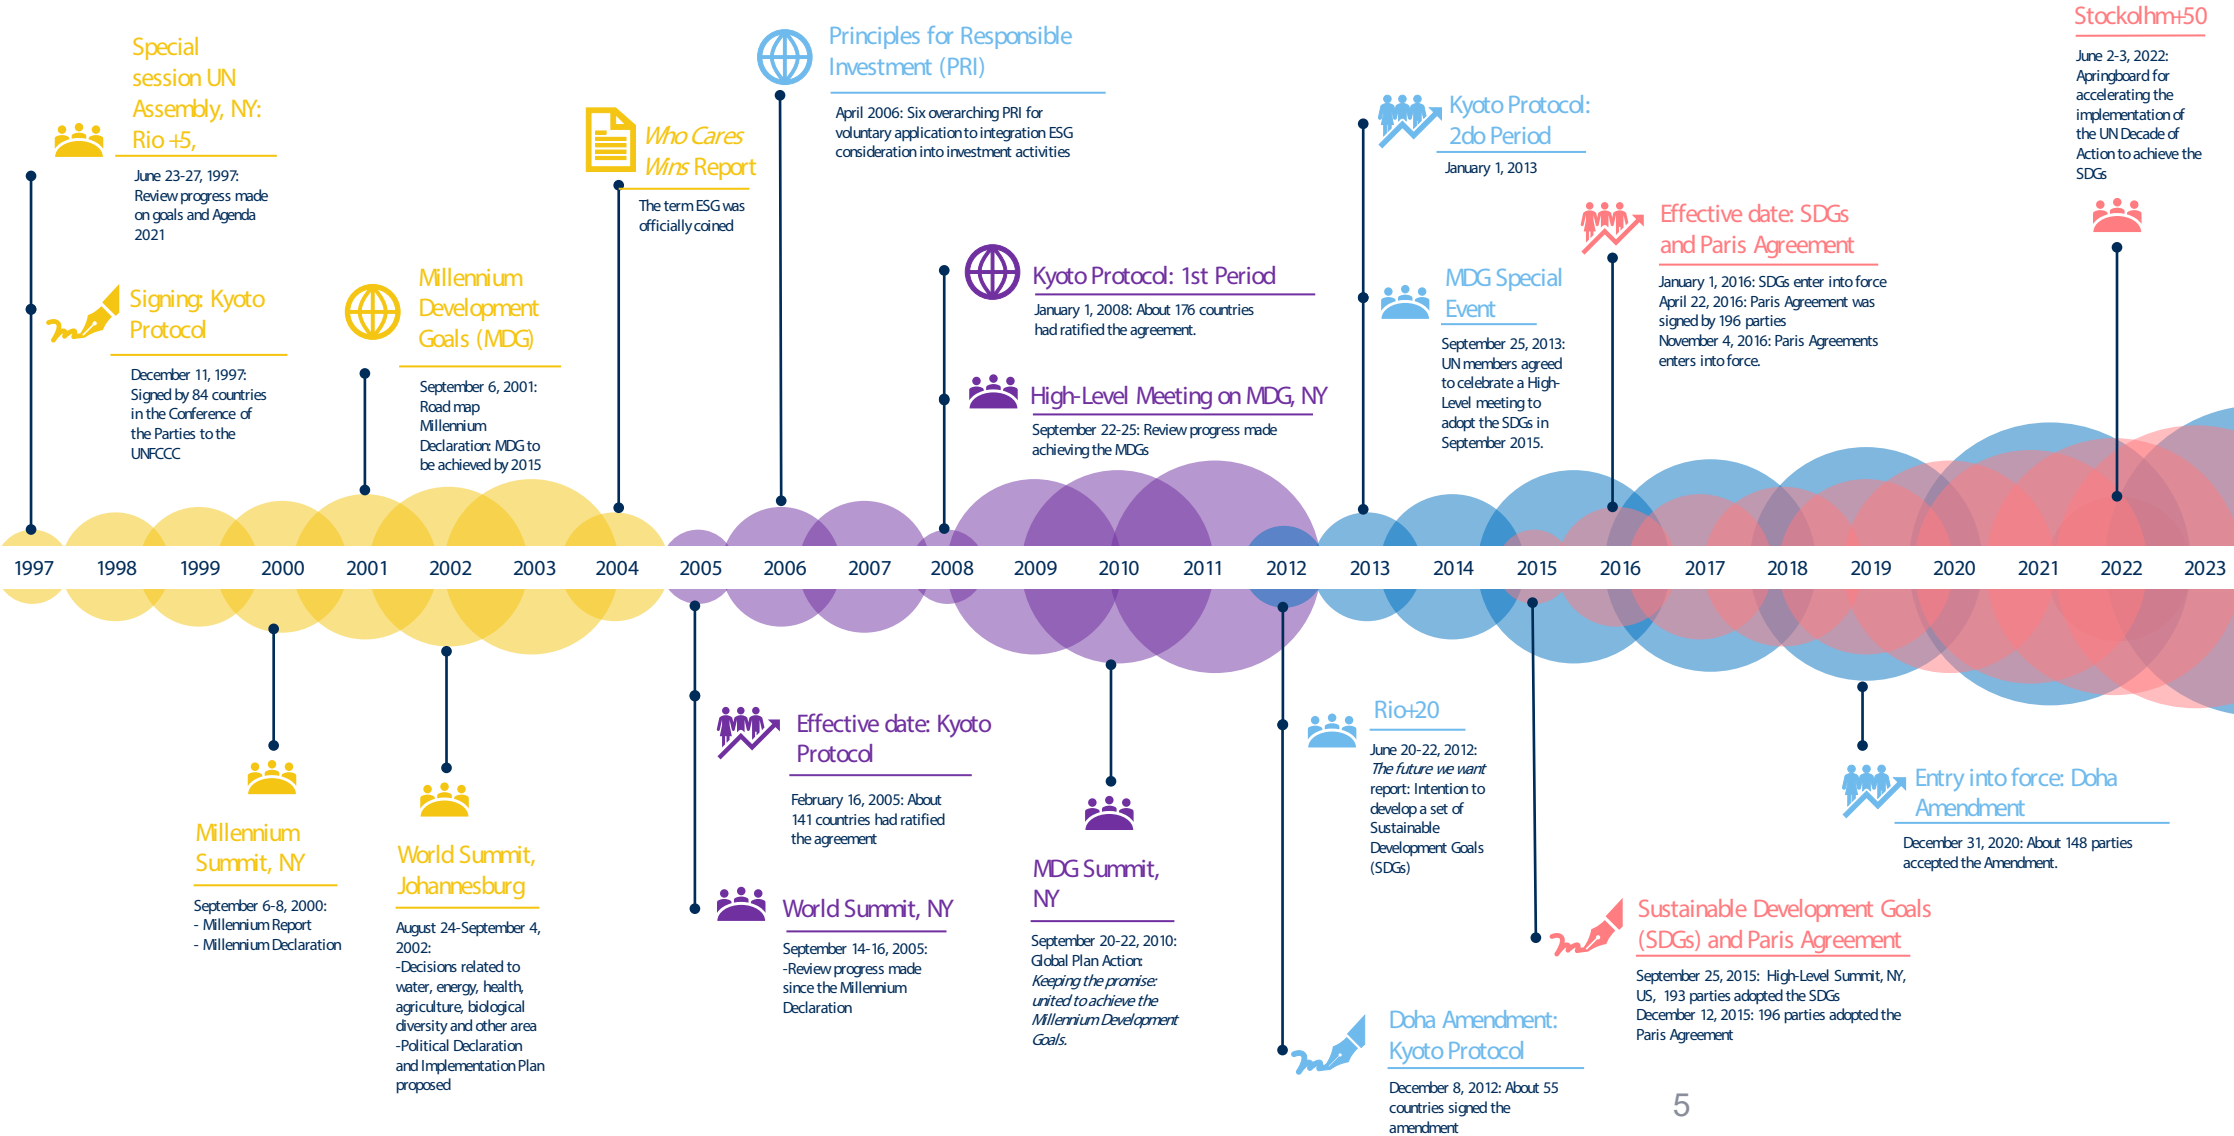 Special
session UN
Assembly, NY:
Rio +5,
June 23-27, 1997:
Review progress made
on goals and Agenda
2021
Signing: Kyoto
Protocol
December 11, 1997:
Signed by 84 countries
in the Conference of
the Parties to the
UNFCCC
Millennium
Development
Goals (MDG)
September 6, 2001:
Road map
Millennium
Declaration: MDG to
be achieved by 2015
Who Cares
Wins Report
The term ESG was
officially coined
Principles for Responsible
Investment (PRI)
April 2006: Six overarching PRI for
voluntary application to integration ESG
consideration into investment activities
Kyoto Protocol: 1st Period
January 1, 2008: About 176 countries
had ratified the agreement.
High-Level Meeting on MDG, NY
September 22-25: Review progress made
achieving the MDGs
Kyoto Protocol:
2do Period
January 1, 2013
MDG Special
Event
September 25, 2013:
UN members agreed
to celebrate a High-
Level meeting to
adopt the SDGs in
September 2015.
Effective date: SDGs
and Paris Agreement
January 1, 2016: SDGs enter into force
April 22, 2016: Paris Agreement was
signed by 196 parties
November 4, 2016: Paris Agreements
enters into force.
Stockolhm+50
June 2-3, 2022:
Apringboard for
accelerating the
implementation of
the UN Decade of
Action to achieve the
SDGs
1997 1998 1999 2000 2001 2002 2003 2004 2005 2006 2007 2008 2009 2010 2011 2012 2013 2014 2015 2016 2017 2018 2019 2020 2021 2022 2023
Millennium
Summit, NY
September 6-8, 2000:
- Millennium Report
- Millennium Declaration
World Summit,
Johannesburg
August 24-September 4,
2002:
-Decisions related to
water, energy, health,
agriculture, biological
diversity and other area
-Political Declaration
and Implementation Plan
proposed
Effective date: Kyoto
Protocol
February 16, 2005: About
141 countries had ratified
the agreement
World Summit, NY
September 14-16, 2005:
-Review progress made
since the Millennium
Declaration
MDG Summit,
NY
September 20-22, 2010:
Global Plan Action:
Keeping the promise:
united to achieve the
Millennium Development
Goals.
Rio+20
June 20-22, 2012:
The future we want
report: Intention to
develop a set of
Sustainable
Development Goals
(SDGs)
Doha Amendment:
Kyoto Protocol
December 8, 2012: About 55
countries signed the
amendment
Sustainable Development Goals
(SDGs) and Paris Agreement
September 25, 2015: High-Level Summit, NY,
US, 193 parties adopted the SDGs
December 12, 2015: 196 parties adopted the
Paris Agreement
Entry into force: Doha
Amendment
December 31, 2020: About 148 parties
accepted the Amendment.
5